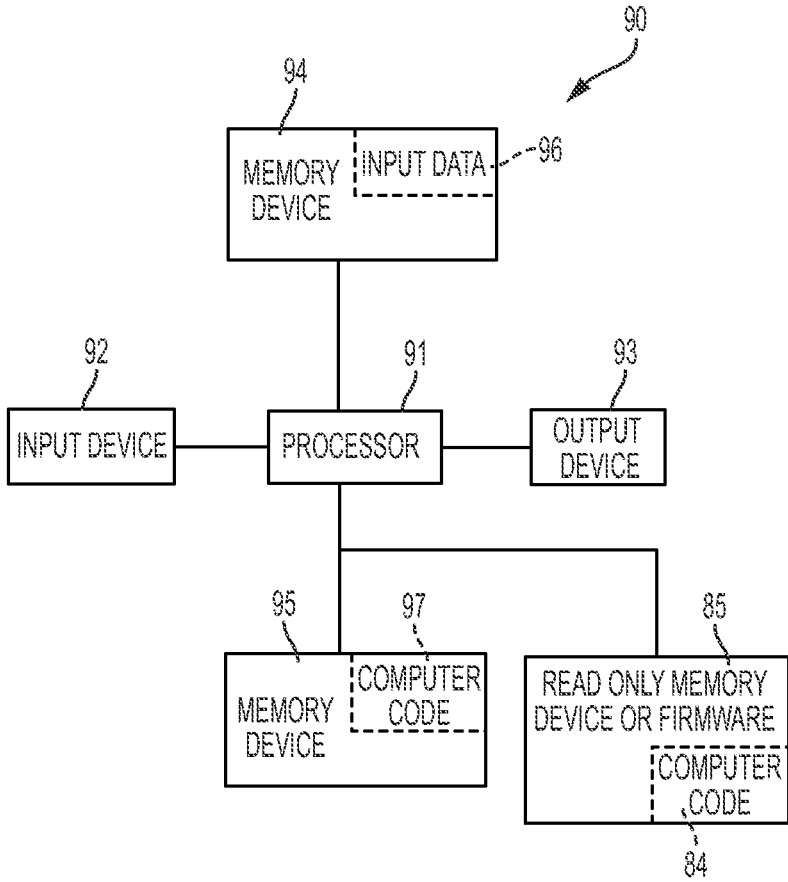 90
94
MEMORY
DEVICE
INPUT DATA
96
92
INPUT DEVICE
91
PROCESSOR
93
OUTPUT
DEVICE
95
MEMORY
DEVICE
97
COMPUTER
CODE
85
READ ONLY MEMORY
DEVICE OR FIRMWARE
COMPUTER
CODE
84